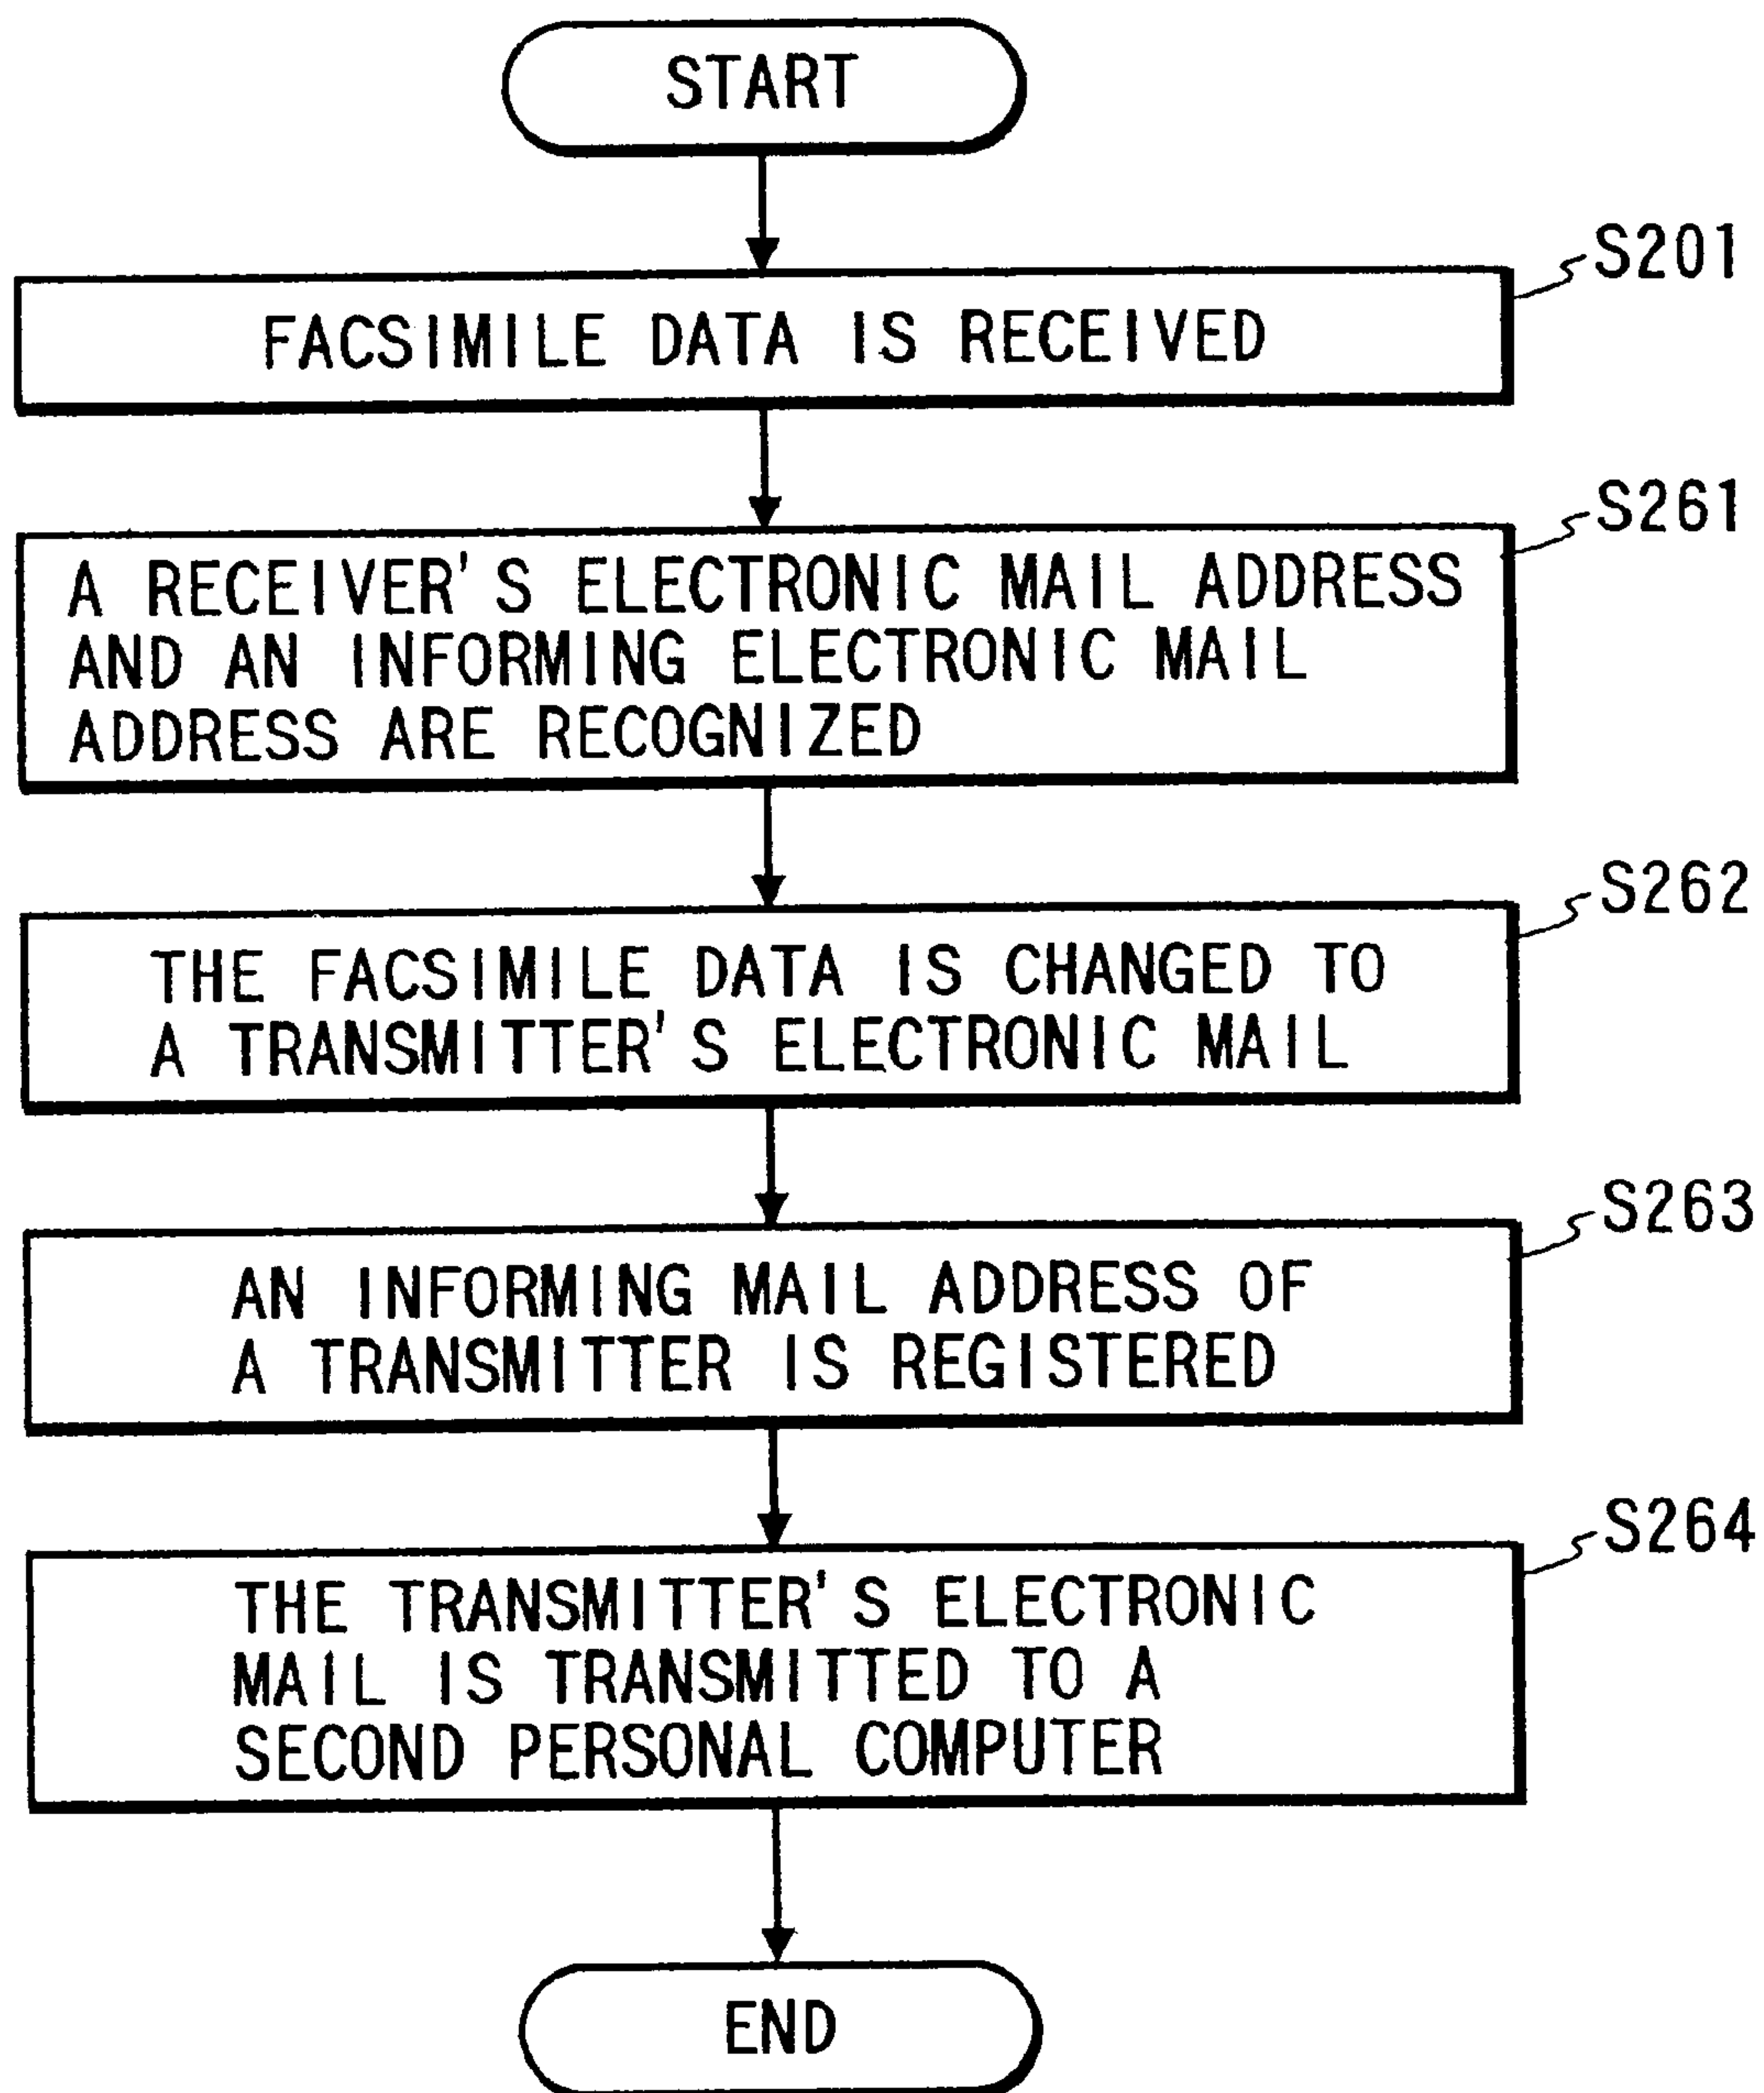 START
S201
FACSIMILE DATA IS RECEIVED
S261
A RECEIVER'S ELECTRONIC MAIL ADDRESS
AND AN INFORMING ELECTRONIC MAIL
ADDRESS ARE RECOGNIZED
S262
THE FACSIMILE DATA IS CHANGED TO
A TRANSMITTER'S ELECTRONIC MAIL
S263
AN INFORMING MAIL ADDRESS OF
A TRANSMITTER IS REGISTERED
S264
THE TRANSMITTER'S ELECTRONIC
MAIL IS TRANSMITTED TO A
SECOND PERSONAL COMPUTER
END